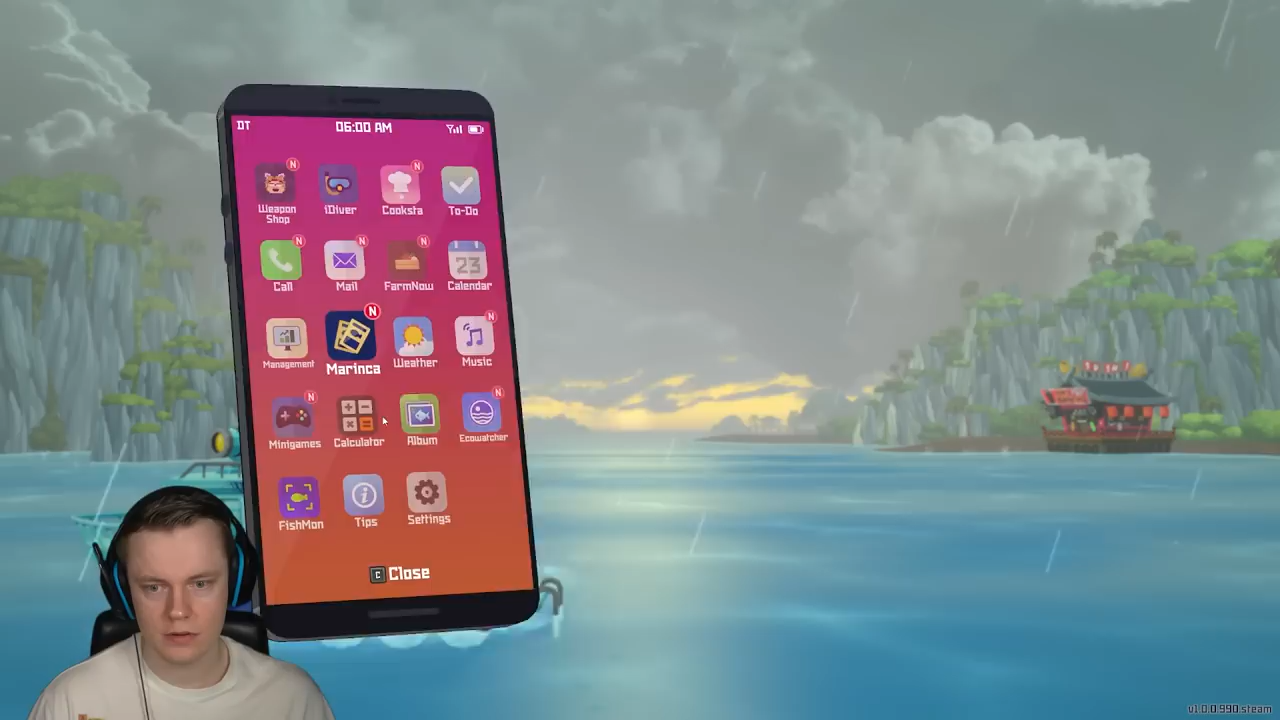 DT
06:00 AM
N
N
Weapon
Shop
iDiver
Cooksta
To-Do
N
N
N
23
Call
Mail
FarmNow
Calendar
N
N
Management
Marinca
Weather
Music
N
N
Minigames
Calculator
Album
Ecowatcher
FishMon
Tips
Settings
C Close
v1.0.0.990.steam